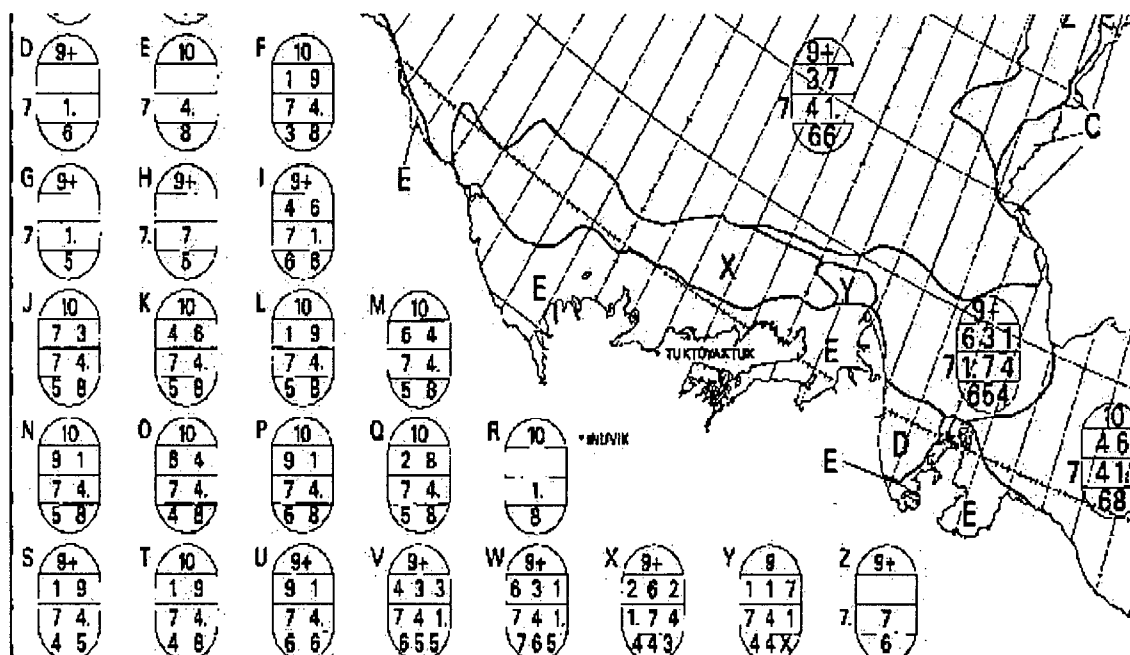 D E F
9+ 10 10
1 9
7 1. 7 4. 7 4.
6 8 3 8
G H I
9+ 9+ 9+
4 6
7 1. 7. 7 7 1.
5 5 6 6
J K L M
10 10 10 10
7 3 4 6 1 9 6 4
7 4. 7 4. 7 4. 7 4.
5 8 5 8 5 8 5 8
N O P Q R
10 10 10 10 10
9 1 6 4 9 1 2 8
7 4. 7 4. 7 4. 7 4. 1.
5 8 4 8 6 8 5 8 8
S T U V W X Y Z
9+ 10 9+ 9+ 9+ 9+ 9 9+
1 9 1 9 9 1 4 3 3 6 3 1 2 6 2 1 1 7
7 4. 7 4. 7 4. 7 4 1. 7 4 1. 1. 7 4 7 4 1 7. 7
4 5 4 8 6 6 6 5 5 7 6 5 4 4 3 4 4 X 6
Z
9+
3 7
7 4 1.
6 6
C
E
X
E
Y
TUKTOYAKTUK
E
9+
6 3 1
7 1. 7 4
6 5 4
10
4 6
7 4 1.
6 8
D
INUVIK
E
E